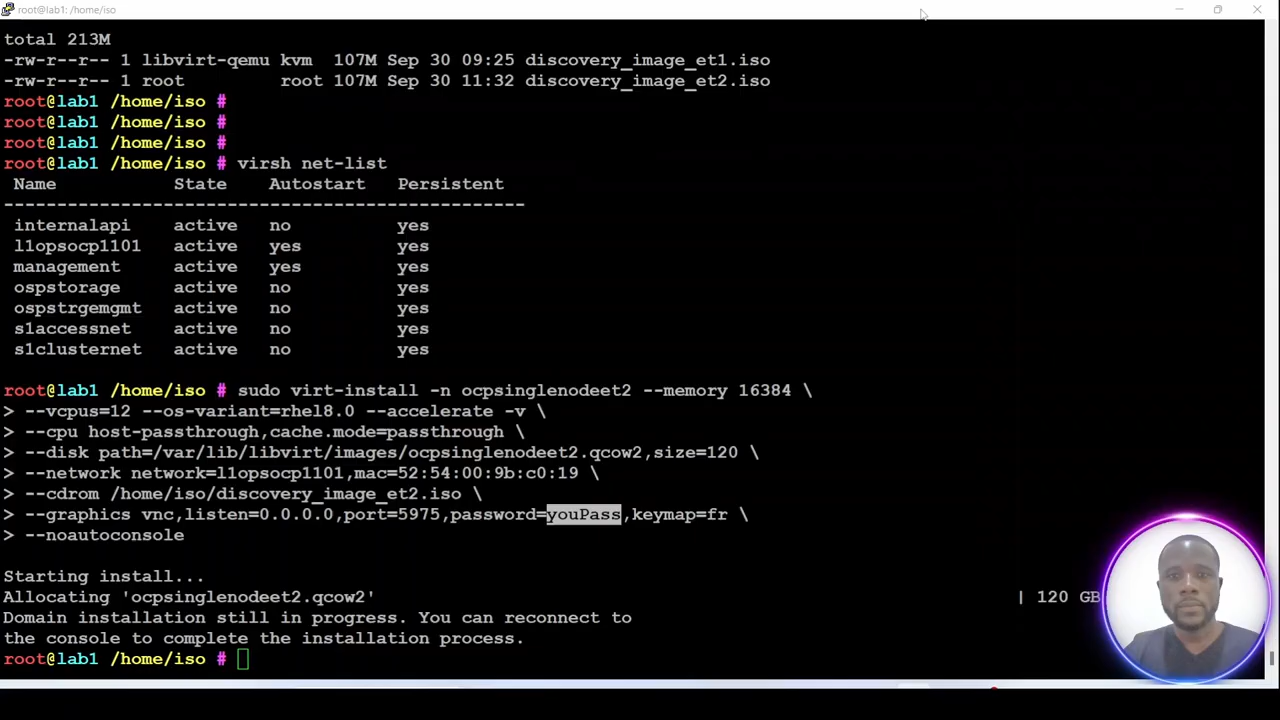 root@lab1: /home/iso
total 213M
-rw-r--r-- 1 libvirt-qemu kvm  107M Sep 30 09:25 discovery_image_et1.iso
-rw-r--r-- 1 root         root 107M Sep 30 11:32 discovery_image_et2.iso
root@lab1 /home/iso #
root@lab1 /home/iso #
root@lab1 /home/iso #
root@lab1 /home/iso # virsh net-list
Name            State    Autostart   Persistent
--------------------------------------------------
internalapi     active   no          yes
l1opsocp1101    active   yes         yes
management      active   yes         yes
ospstorage      active   no          yes
ospstrgemgmt    active   no          yes
s1accessnet     active   no          yes
s1clusternet    active   no          yes
root@lab1 /home/iso # sudo virt-install -n ocpsinglenodeet2 --memory 16384 \
> --vcpus=12 --os-variant=rhel8.0 --accelerate -v \
> --cpu host-passthrough,cache.mode=passthrough \
> --disk path=/var/lib/libvirt/images/ocpsinglenodeet2.qcow2,size=120 \
> --network network=l1opsocp1101,mac=52:54:00:9b:c0:19 \
> --cdrom /home/iso/discovery_image_et2.iso \
> --graphics vnc,listen=0.0.0.0,port=5975,password=youPass,keymap=fr \
> --noautoconsole
Starting install...
Allocating 'ocpsinglenodeet2.qcow2' | 120 GB
Domain installation still in progress. You can reconnect to
the console to complete the installation process.
root@lab1 /home/iso #